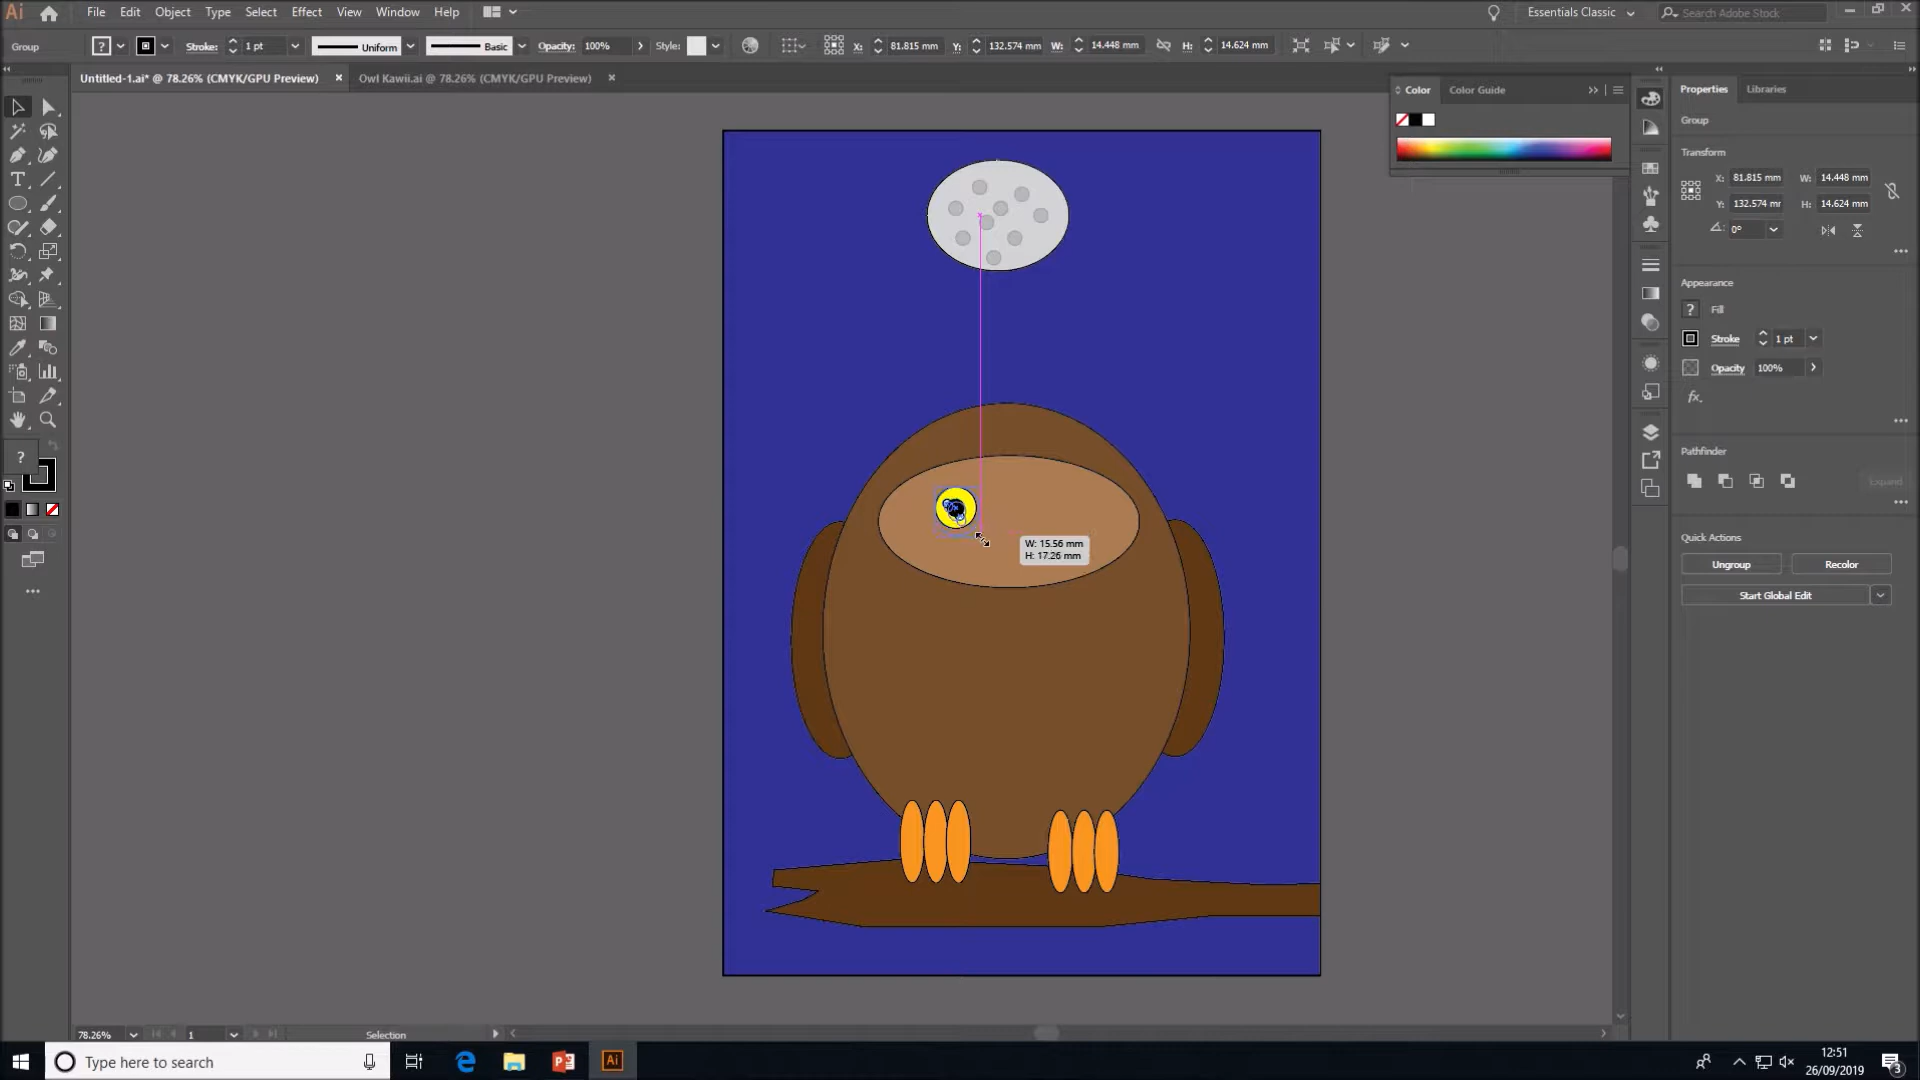 Ai File Edit Object Type Select Effect View Window Help Essentials Classic Search Adobe Stock
Group ? Stroke: 1 pt Uniform Basic Opacity: 100% Style: X: 81.815 mm Y: 132.574 mm W: 14.448 mm H: 14.624 mm
Untitled-1.ai* @ 78.26% (CMYK/GPU Preview) × Owl Kawii.ai @ 78.26% (CMYK/GPU Preview) ×
Color Color Guide
Properties Libraries
Group
Transform
X: 81.815 mm W: 14.448 mm
Y: 132.574 mr H: 14.624 mm
0°
Appearance
? Fill
Stroke 1 pt
Opacity 100%
fx.
Pathfinder
Expand
Quick Actions
Ungroup Recolor
Start Global Edit
W: 15.56 mm
H: 17.26 mm
?
78.26% 1 Selection
Type here to search
12:51
26/09/2019
3